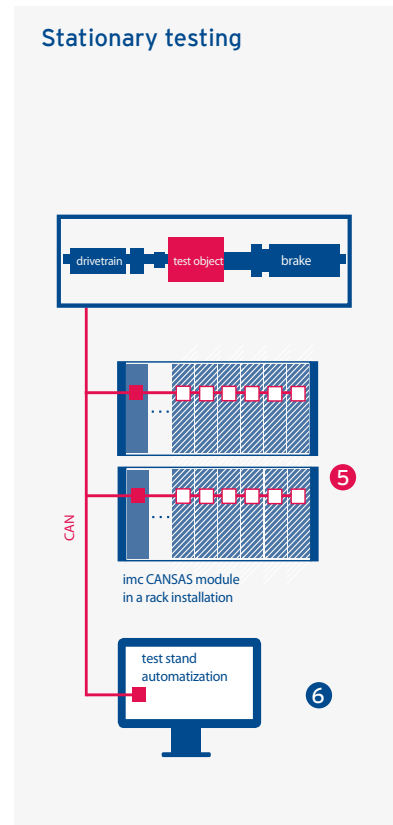 Stationary testing
drivetrain
test object
brake
...
5
...
CAN
imc CANSAS module
in a rack installation
test stand
automatization
6